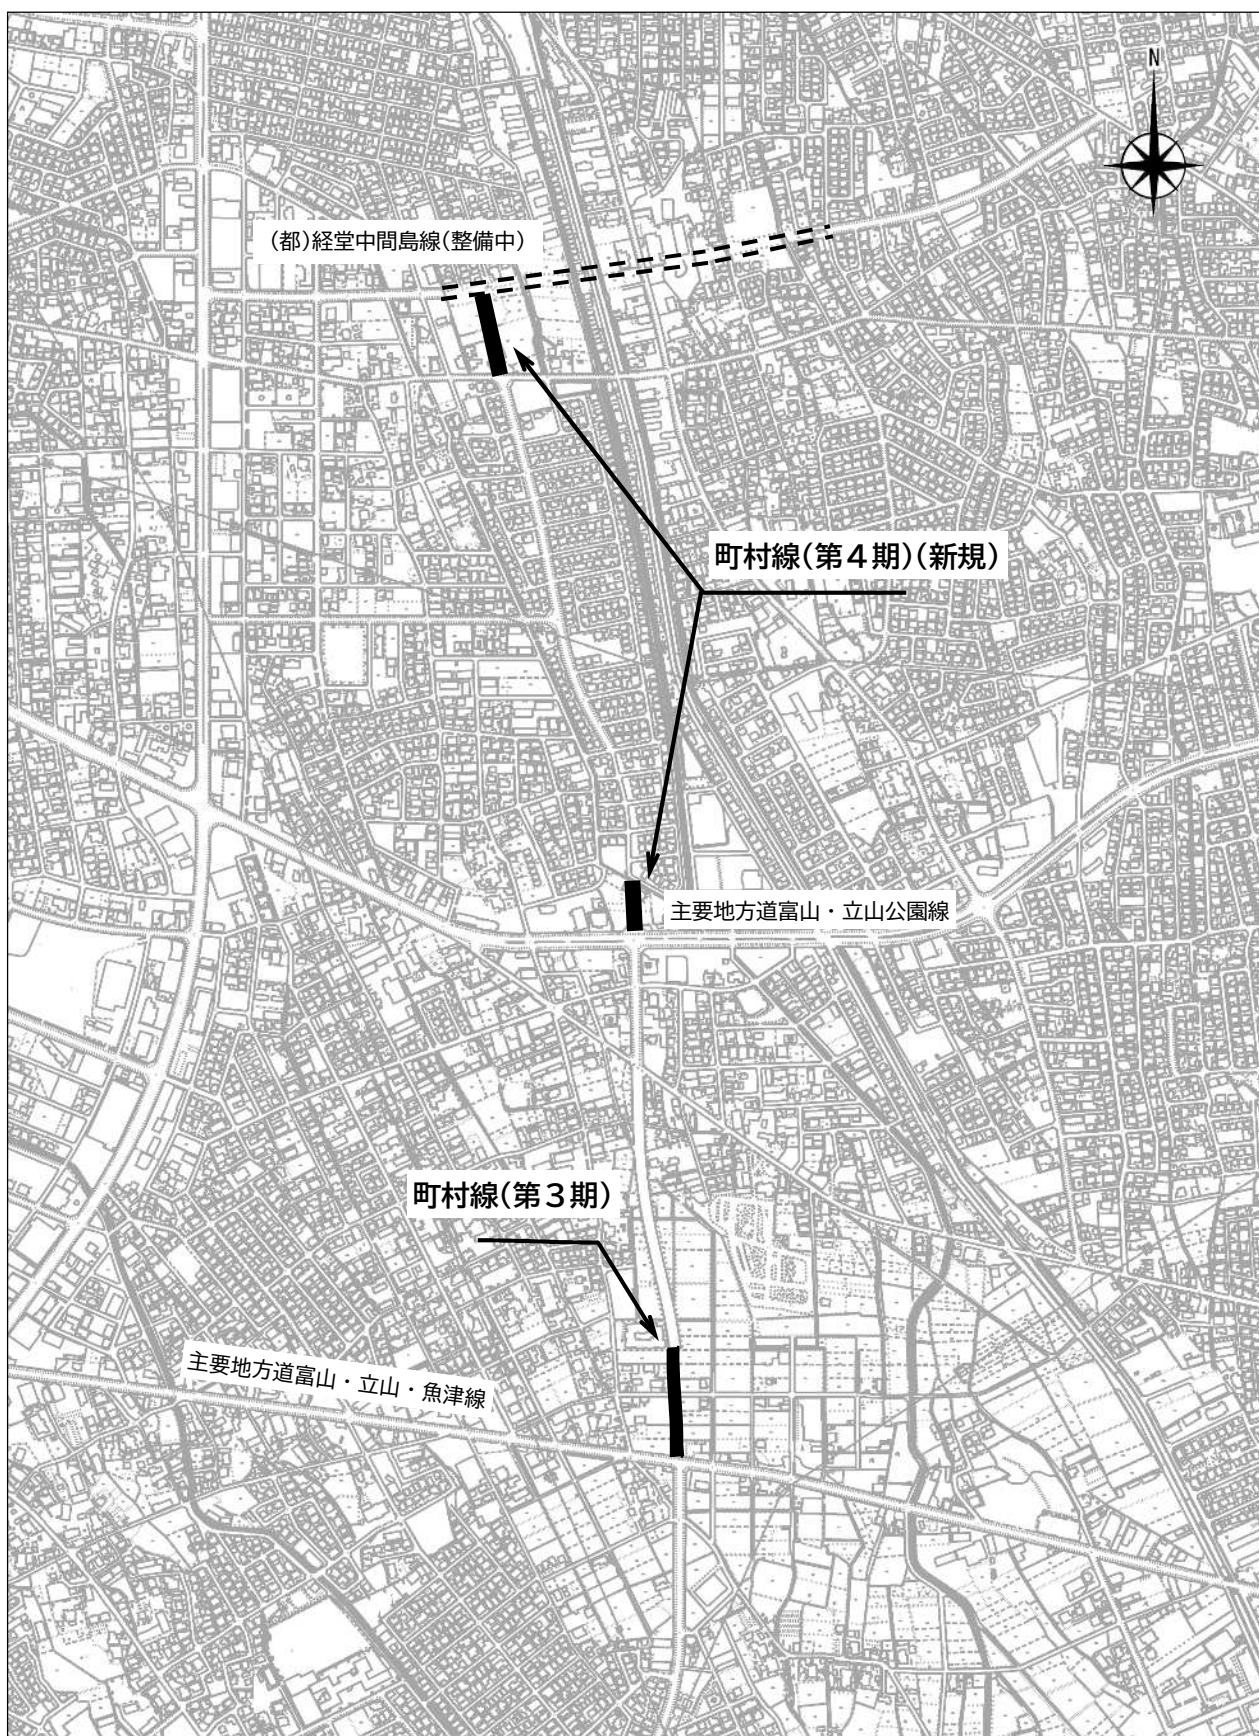 N
（都）経堂中間島線(整備中）
町村線(第４期)(新規）
主要地方道富山・立山公園線
町村線(第３期）
主要地方道富山・立山・魚津線